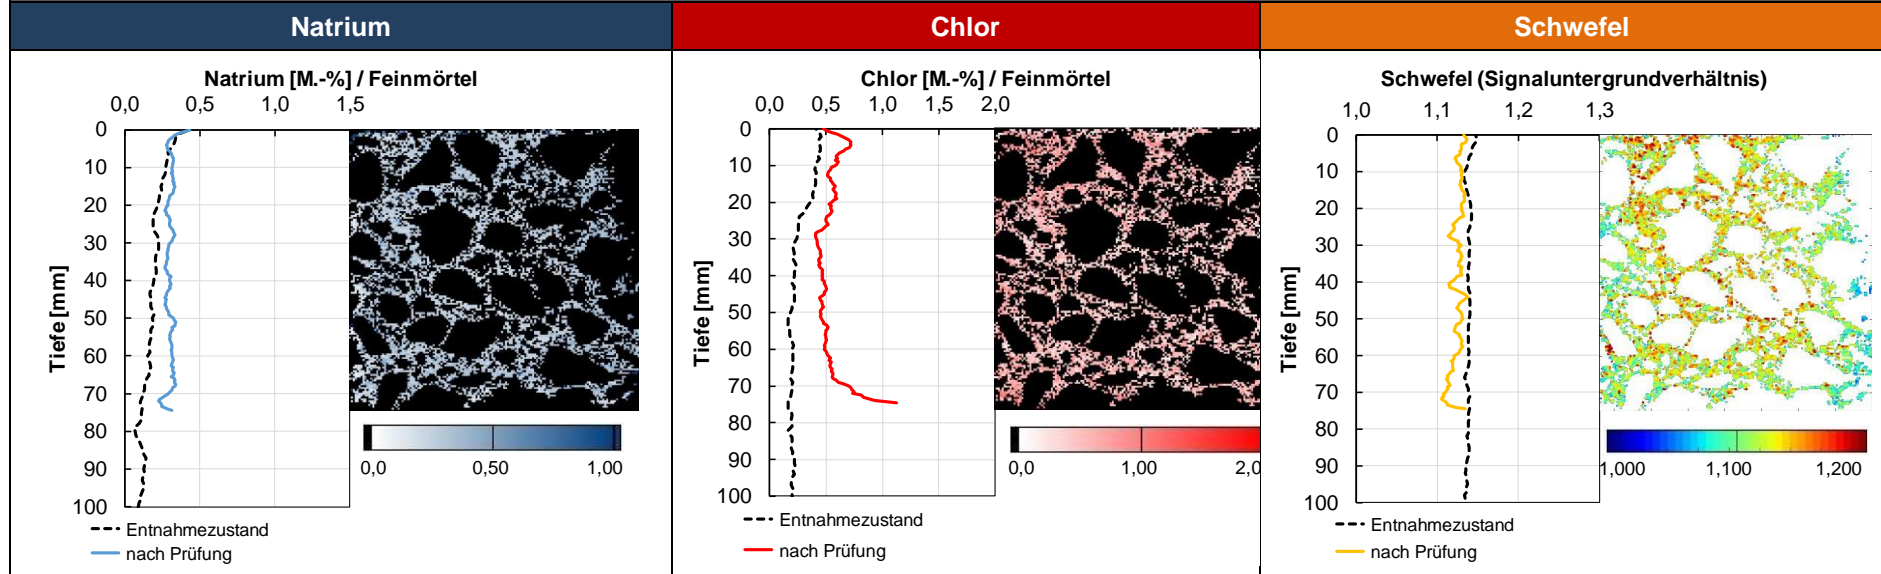 Natrium
Chlor
Schwefel
Natrium [M.-%] / Feinmörtel
0,0 0,5 1,0 1,5
Tiefe [mm]
0
10
20
30
40
50
60
70
80
90
100
0,0 0,50 1,00
Entnahmezustand
nach Prüfung
Chlor [M.-%] / Feinmörtel
0,0 0,5 1,0 1,5 2,0
Tiefe [mm]
0
10
20
30
40
50
60
70
80
90
100
0,0 1,00 2,0
Entnahmezustand
nach Prüfung
Schwefel (Signaluntergrundverhältnis)
1,0 1,1 1,2 1,3
Tiefe [mm]
0
10
20
30
40
50
60
70
80
90
100
1,000 1,100 1,200
Entnahmezustand
nach Prüfung